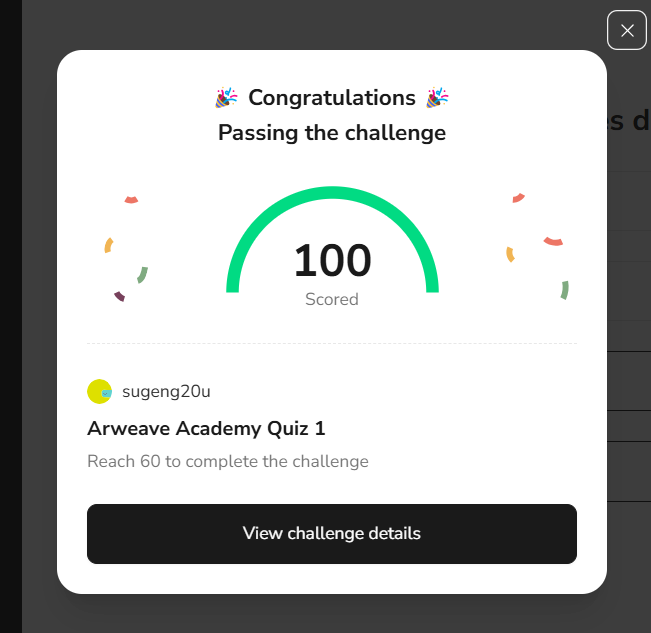 es d
🎉 Congratulations 🎉
Passing the challenge
100
Scored
sugeng20u
Arweave Academy Quiz 1
Reach 60 to complete the challenge
View challenge details